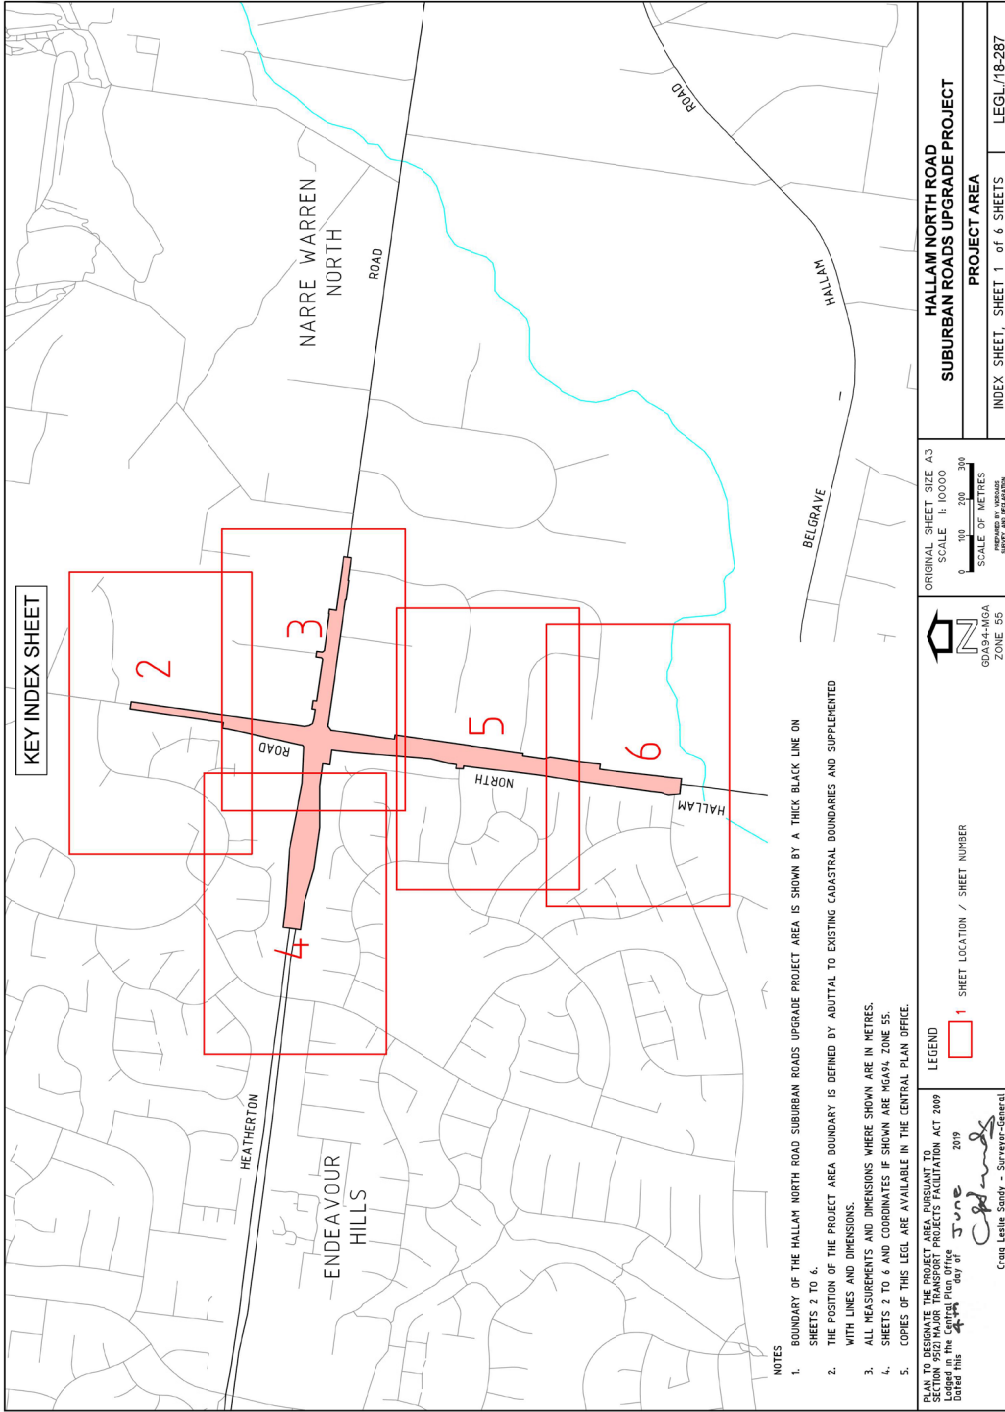 KEY INDEX SHEET
2
3
4
5
6
NARRE WARREN
NORTH
ROAD
ROAD
HEATHERTON
ENDEAVOUR
HILLS
ROAD
NORTH
HALLAM
BELGRAVE
-
HALLAM
NOTES
1. BOUNDARY OF THE HALLAM NORTH ROAD SUBURBAN ROADS UPGRADE PROJECT AREA IS SHOWN BY A THICK BLACK LINE ON
SHEETS 2 TO 6.
2. THE POSITION OF THE PROJECT AREA DOUNDARY IS DEFINED BY ADUTTAL TO EXISTING CADASTRAL DOUNDARIES AND SUPPLEMENTED
WITH LINES AND DIMENSIONS.
3. ALL MEASUREMENTS AND DIMENSIONS WHERE SHOWN ARE IN METRES.
4. SHEETS 2 TO 6 AND COORDINATES IF SHOWN ARE MGA94 ZONE 55.
5. COPIES OF THIS LEGL ARE AVAILABLE IN THE CENTRAL PLAN OFFICE.
PLAN TO DESIGNATE THE PROJECT AREA PURSUANT TO
SECTION 95(2) MAJOR TRANSPORT PROJECTS FACILITATION ACT 2009
Lodged in the Central Plan Office
Dated this 4th day of June 2019
Craig Leslie Sandy - Surveyor-General
LEGEND
1 SHEET LOCATION / SHEET NUMBER
N
GDA94-MGA
ZONE 55
ORIGINAL SHEET SIZE A3
SCALE 1: 10000
0 100 200 300
SCALE OF METRES
PREPARED BY VICROADS
SURVEY AND DECLARATION
HALLAM NORTH ROAD
SUBURBAN ROADS UPGRADE PROJECT
PROJECT AREA
INDEX SHEET, SHEET 1 of 6 SHEETS
LEGL./18-287